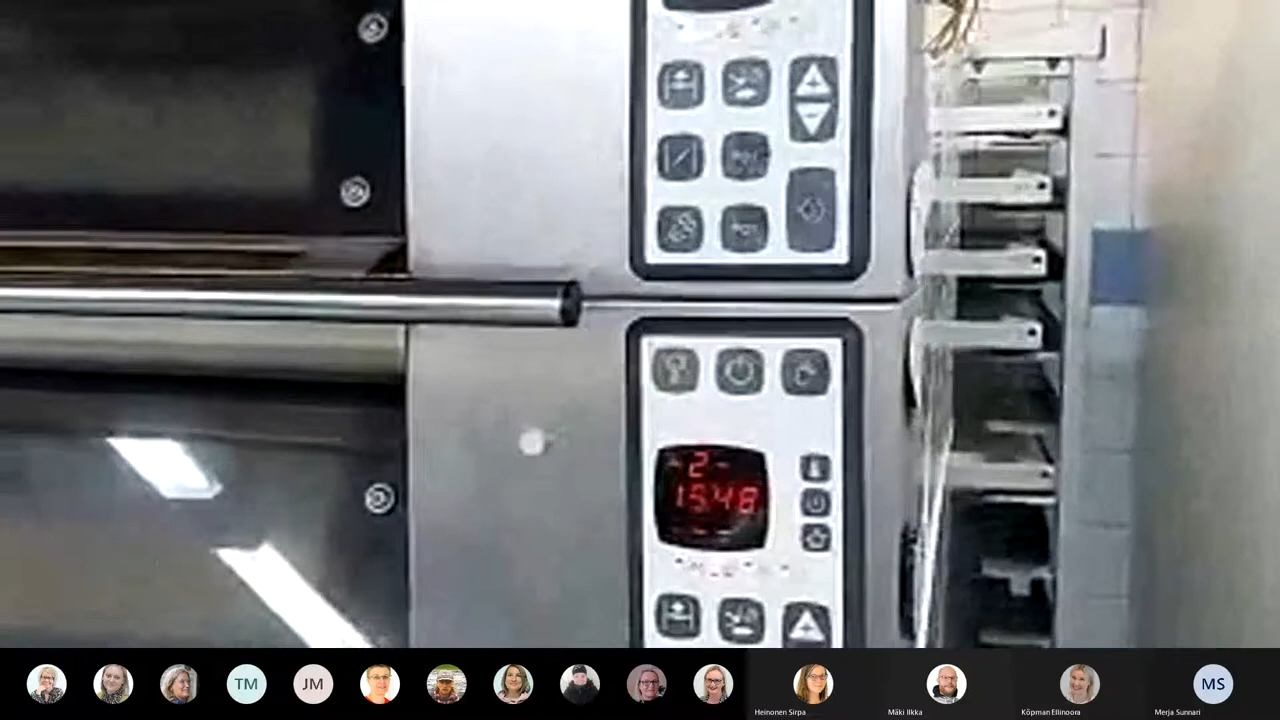 -2-
15:48
TM
JM
Heinonen Sirpa
Mäki Ilkka
Köpman Ellinoora
MS
Merja Sunnari